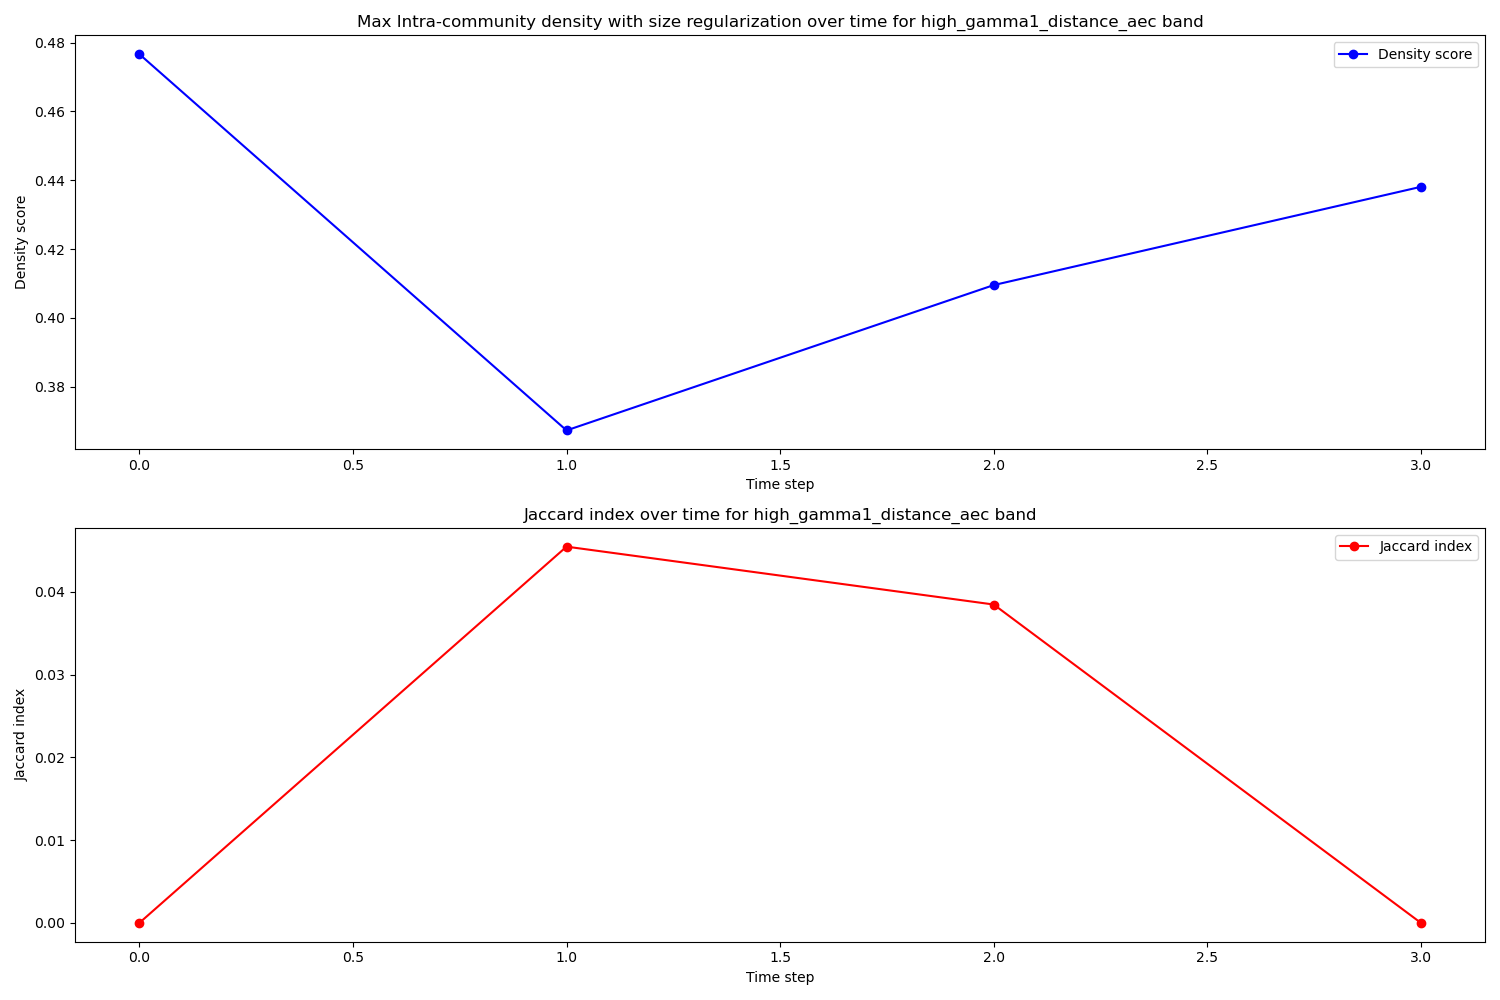 Max Intra-community density with size regularization over time for high_gamma1_distance_aec band
Density score
0.48
0.46
0.44
0.42
0.40
0.38
Density score
0.0 0.5 1.0 1.5 2.0 2.5 3.0
Time step
Jaccard index over time for high_gamma1_distance_aec band
Jaccard index
0.04
0.03
0.02
0.01
0.00
Jaccard index
0.0 0.5 1.0 1.5 2.0 2.5 3.0
Time step